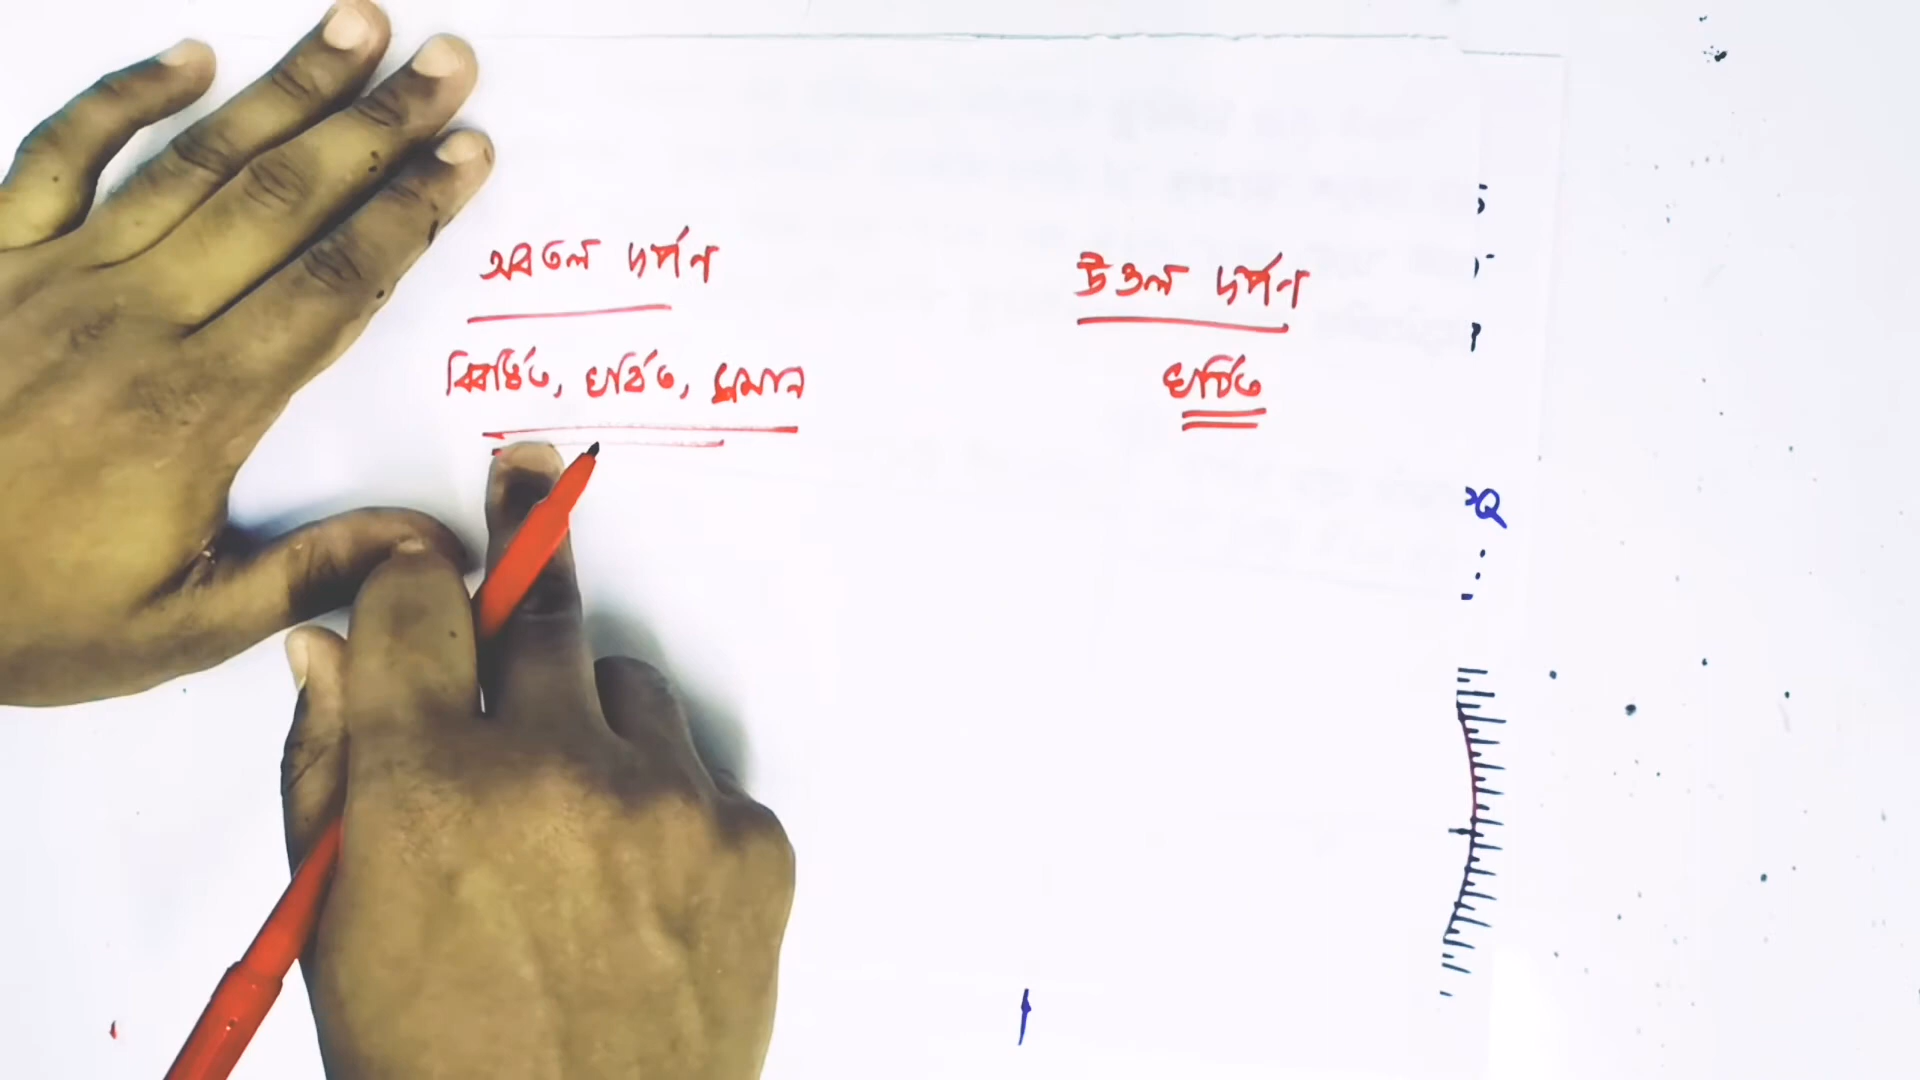 অবতল দর্পণ
উত্তল দর্পণ
বিবর্ধিত, খর্বিত, সমান
খর্বিত